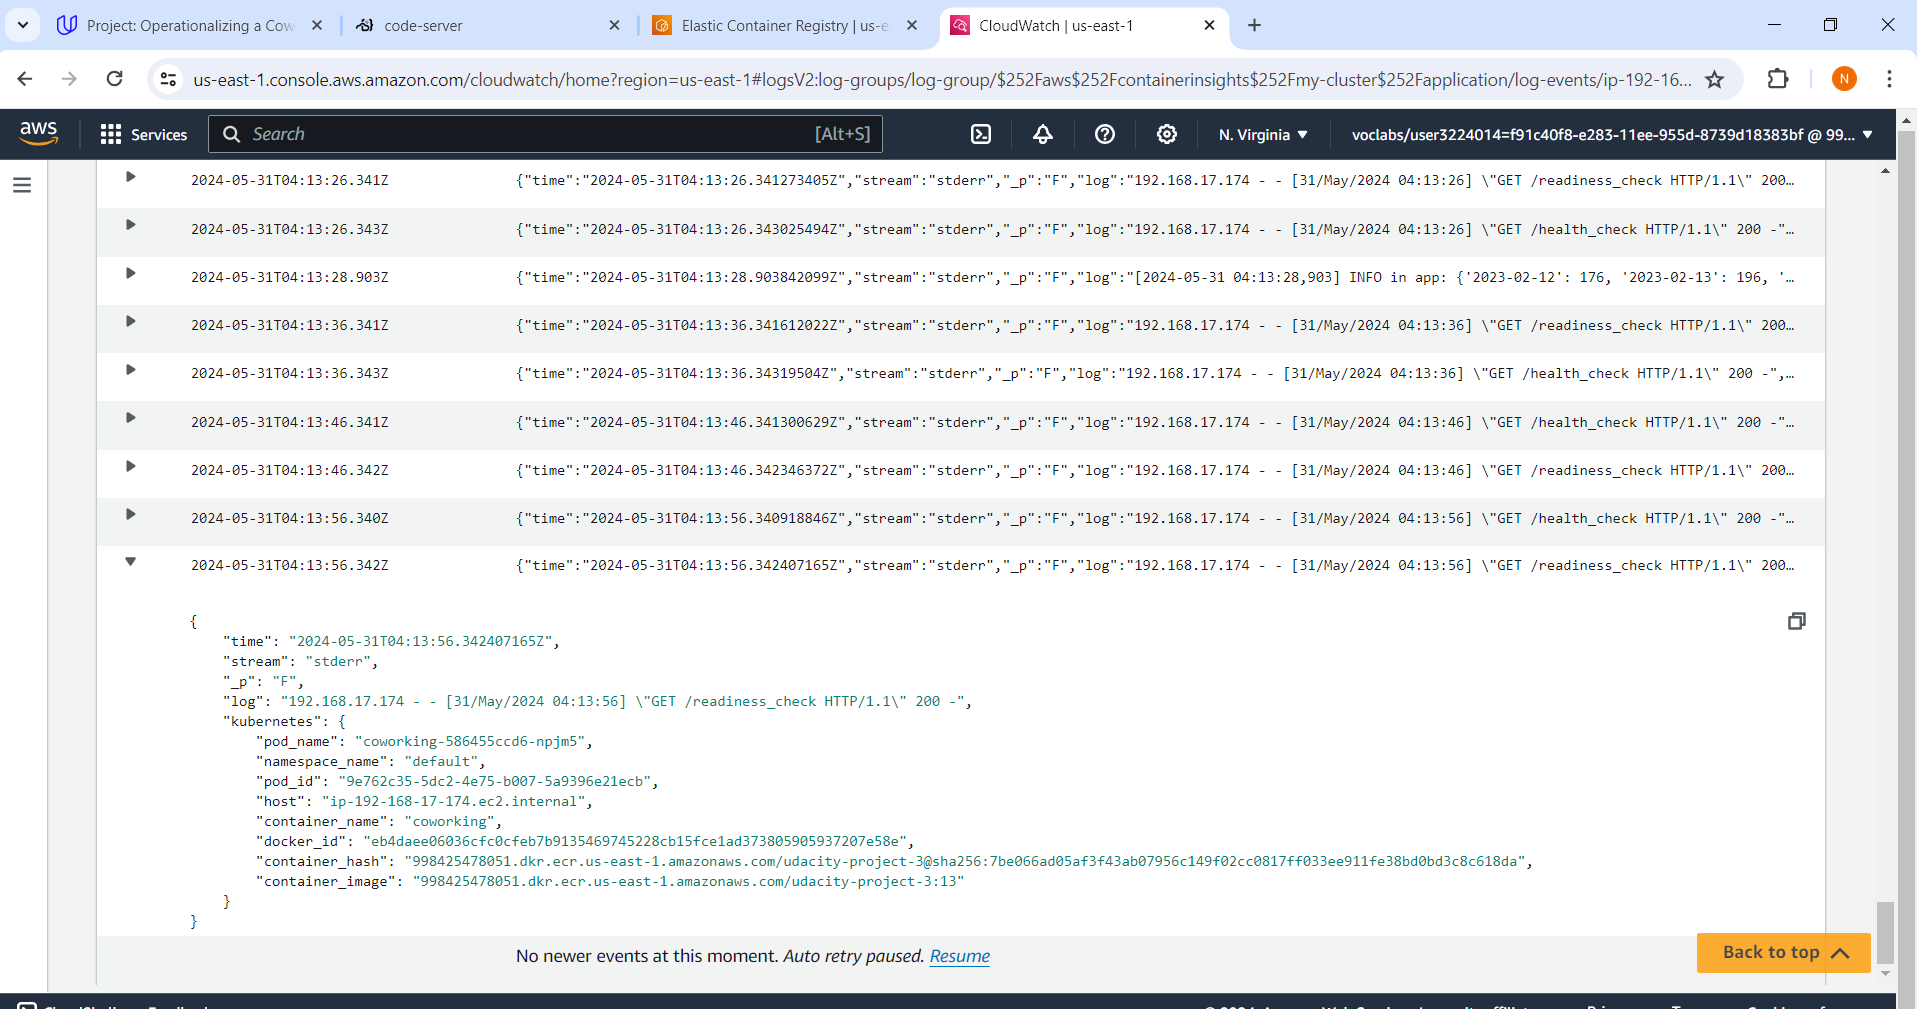 Project: Operationalizing a Cow
code-server
Elastic Container Registry | us-e
CloudWatch | us-east-1
us-east-1.console.aws.amazon.com/cloudwatch/home?region=us-east-1#logsV2:log-groups/log-group/$252Faws$252Fcontainerinsights$252Fmy-cluster$252Fapplication/log-events/ip-192-16...
N
aws
Services
Search
[Alt+S]
N. Virginia
voclabs/user3224014=f91c40f8-e283-11ee-955d-8739d18383bf @ 99...
2024-05-31T04:13:26.341Z {"time":"2024-05-31T04:13:26.341273405Z","stream":"stderr","_p":"F","log":"192.168.17.174 - - [31/May/2024 04:13:26] \"GET /readiness_check HTTP/1.1\" 200…
2024-05-31T04:13:26.343Z {"time":"2024-05-31T04:13:26.343025494Z","stream":"stderr","_p":"F","log":"192.168.17.174 - - [31/May/2024 04:13:26] \"GET /health_check HTTP/1.1\" 200 -"…
2024-05-31T04:13:28.903Z {"time":"2024-05-31T04:13:28.903842099Z","stream":"stderr","_p":"F","log":"[2024-05-31 04:13:28,903] INFO in app: {'2023-02-12': 176, '2023-02-13': 196, '…
2024-05-31T04:13:36.341Z {"time":"2024-05-31T04:13:36.341612022Z","stream":"stderr","_p":"F","log":"192.168.17.174 - - [31/May/2024 04:13:36] \"GET /readiness_check HTTP/1.1\" 200…
2024-05-31T04:13:36.343Z {"time":"2024-05-31T04:13:36.34319504Z","stream":"stderr","_p":"F","log":"192.168.17.174 - - [31/May/2024 04:13:36] \"GET /health_check HTTP/1.1\" 200 -",…
2024-05-31T04:13:46.341Z {"time":"2024-05-31T04:13:46.341300629Z","stream":"stderr","_p":"F","log":"192.168.17.174 - - [31/May/2024 04:13:46] \"GET /health_check HTTP/1.1\" 200 -"…
2024-05-31T04:13:46.342Z {"time":"2024-05-31T04:13:46.342346372Z","stream":"stderr","_p":"F","log":"192.168.17.174 - - [31/May/2024 04:13:46] \"GET /readiness_check HTTP/1.1\" 200…
2024-05-31T04:13:56.340Z {"time":"2024-05-31T04:13:56.340918846Z","stream":"stderr","_p":"F","log":"192.168.17.174 - - [31/May/2024 04:13:56] \"GET /health_check HTTP/1.1\" 200 -"…
2024-05-31T04:13:56.342Z {"time":"2024-05-31T04:13:56.342407165Z","stream":"stderr","_p":"F","log":"192.168.17.174 - - [31/May/2024 04:13:56] \"GET /readiness_check HTTP/1.1\" 200…
{
"time": "2024-05-31T04:13:56.342407165Z",
"stream": "stderr",
"_p": "F",
"log": "192.168.17.174 - - [31/May/2024 04:13:56] \"GET /readiness_check HTTP/1.1\" 200 -",
"kubernetes": {
"pod_name": "coworking-586455ccd6-npjm5",
"namespace_name": "default",
"pod_id": "9e762c35-5dc2-4e75-b007-5a9396e21ecb",
"host": "ip-192-168-17-174.ec2.internal",
"container_name": "coworking",
"docker_id": "eb4daee06036cfc0cfeb7b9135469745228cb15fce1ad373805905937207e58e",
"container_hash": "998425478051.dkr.ecr.us-east-1.amazonaws.com/udacity-project-3@sha256:7be066ad05af3f43ab07956c149f02cc0817ff033ee911fe38bd0bd3c8c618da",
"container_image": "998425478051.dkr.ecr.us-east-1.amazonaws.com/udacity-project-3:13"
}
}
No newer events at this moment. Auto retry paused. Resume
Back to top